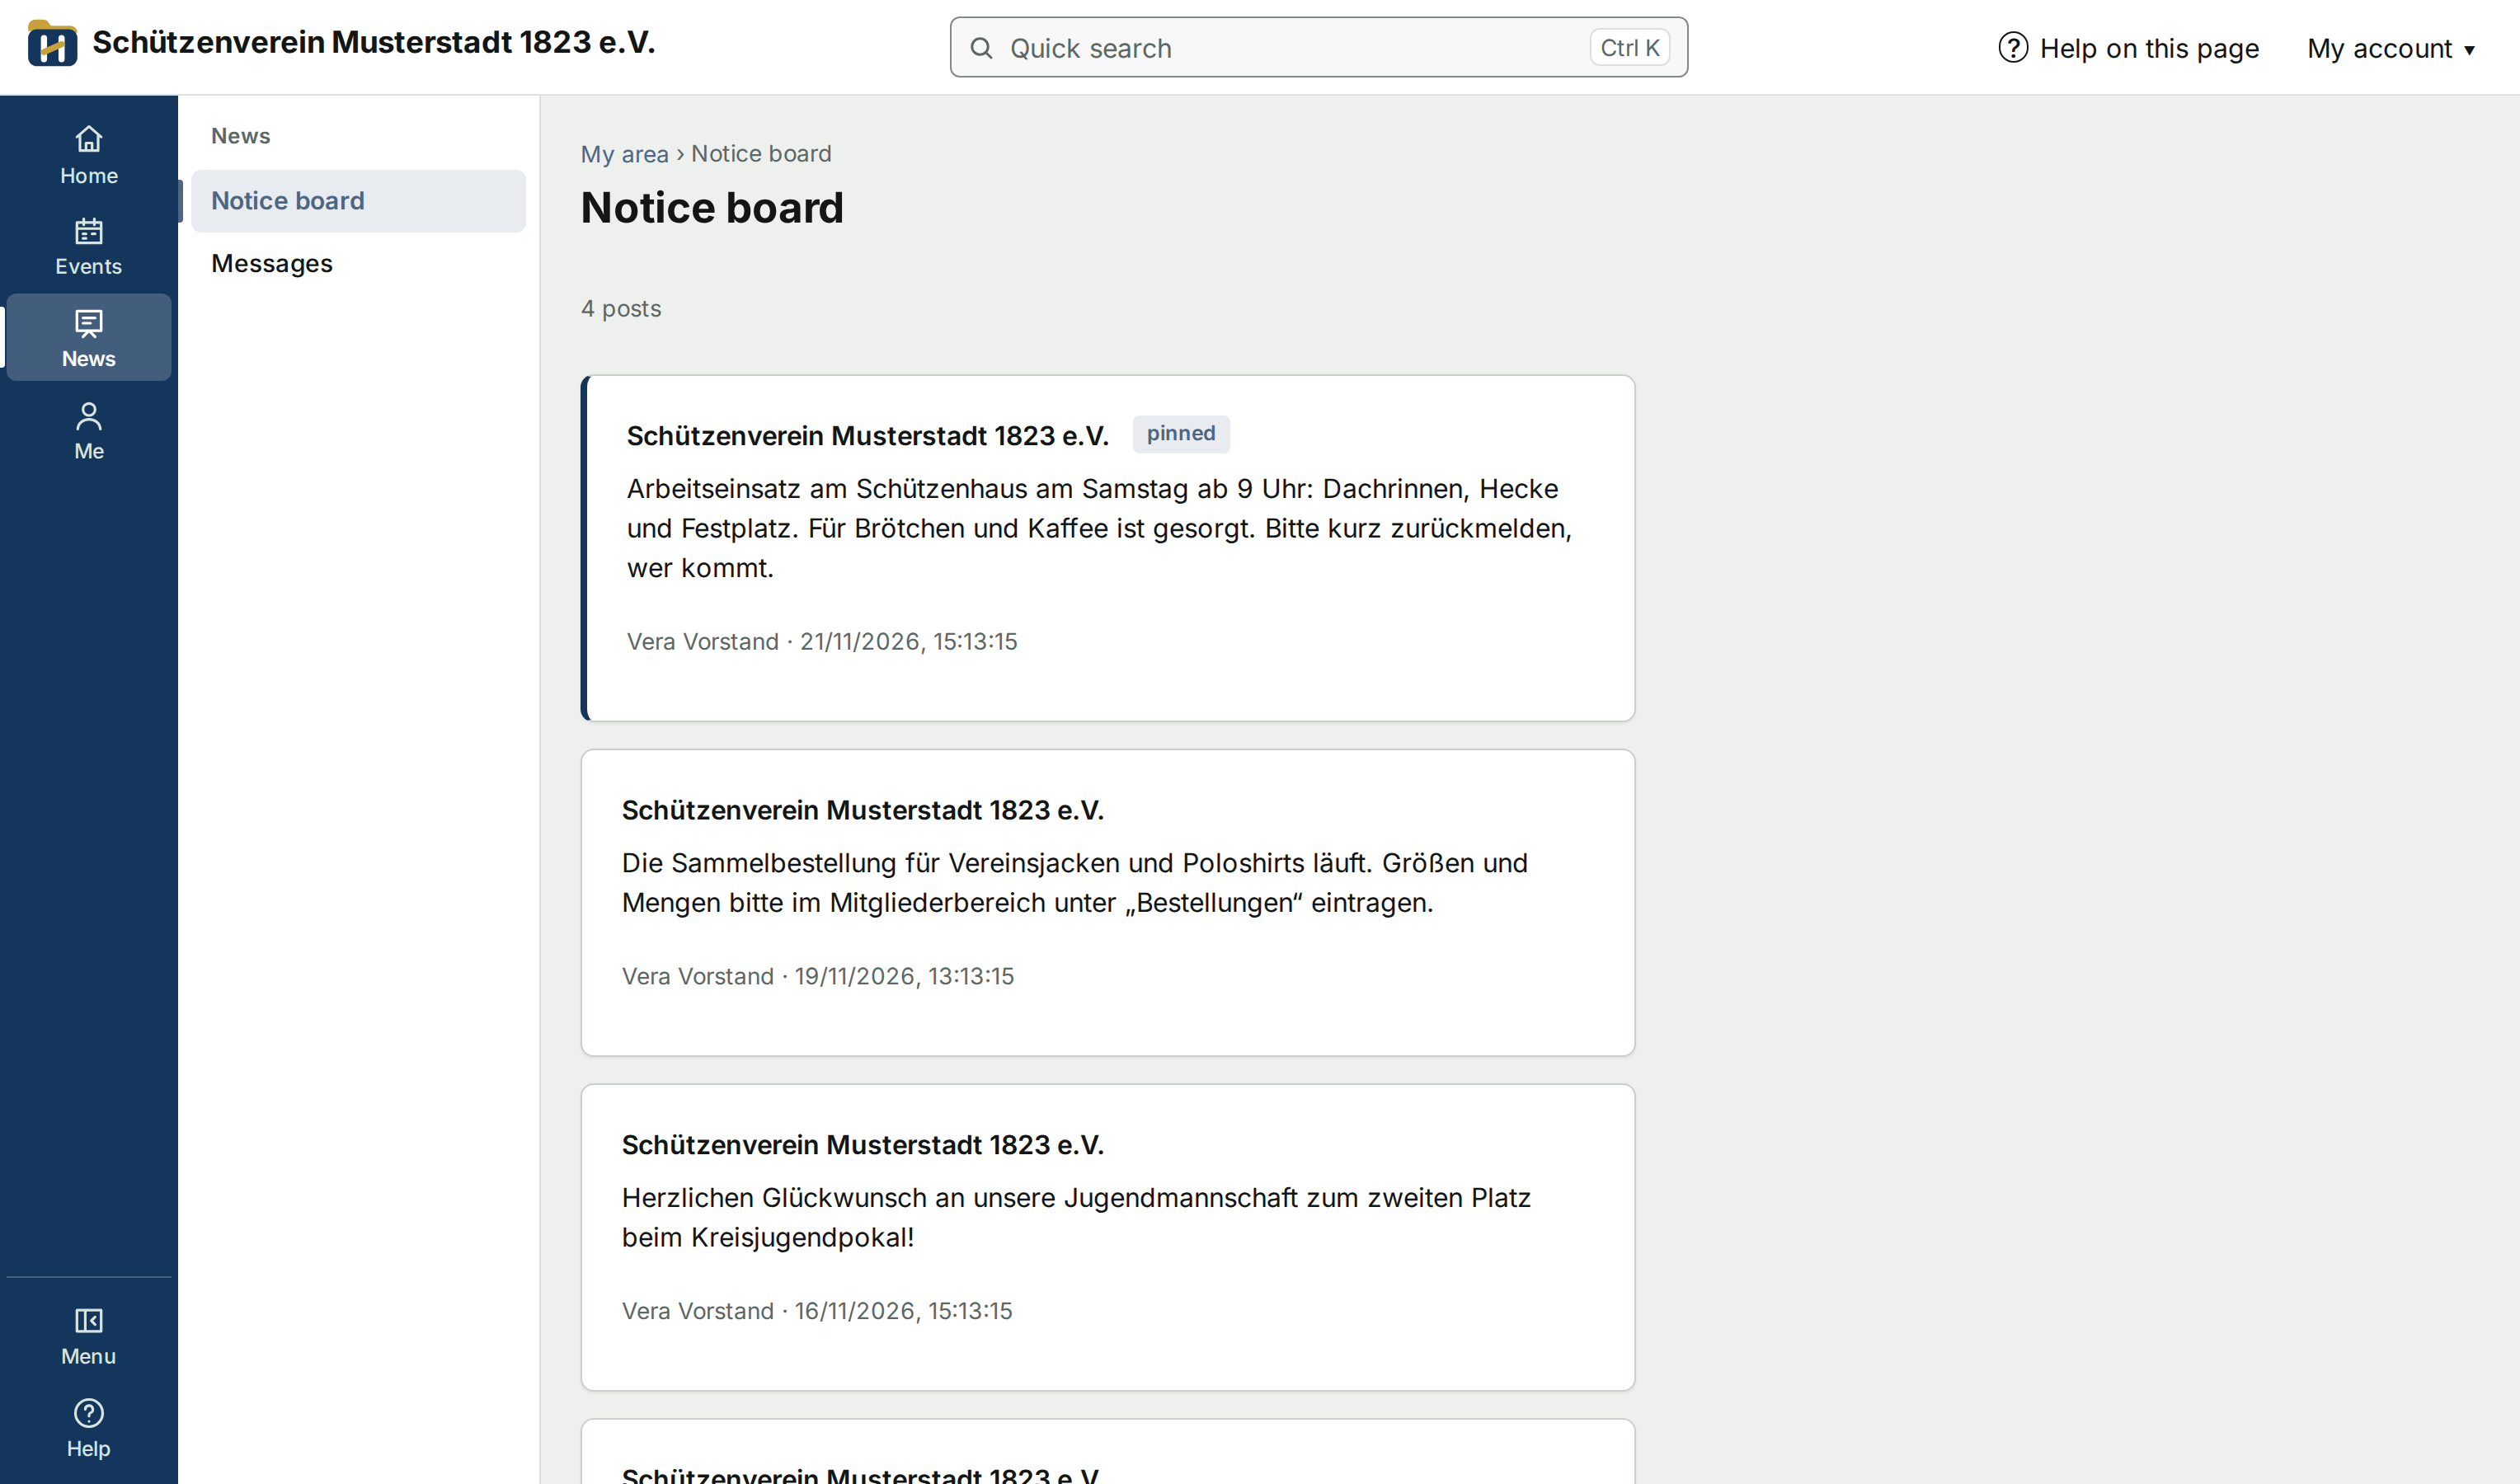 Schützenverein Musterstadt 1823 e.V.
Quick search
Ctrl K
Help on this page
My account
Home
Events
News
Me
Menu
Help
News
Notice board
Messages
My area › Notice board
Notice board
4 posts
Schützenverein Musterstadt 1823 e.V.
pinned
Arbeitseinsatz am Schützenhaus am Samstag ab 9 Uhr: Dachrinnen, Hecke
und Festplatz. Für Brötchen und Kaffee ist gesorgt. Bitte kurz zurückmelden,
wer kommt.
Vera Vorstand · 21/11/2026, 15:13:15
Schützenverein Musterstadt 1823 e.V.
Die Sammelbestellung für Vereinsjacken und Poloshirts läuft. Größen und
Mengen bitte im Mitgliederbereich unter „Bestellungen“ eintragen.
Vera Vorstand · 19/11/2026, 13:13:15
Schützenverein Musterstadt 1823 e.V.
Herzlichen Glückwunsch an unsere Jugendmannschaft zum zweiten Platz
beim Kreisjugendpokal!
Vera Vorstand · 16/11/2026, 15:13:15
Schützenverein Musterstadt 1823 e.V.